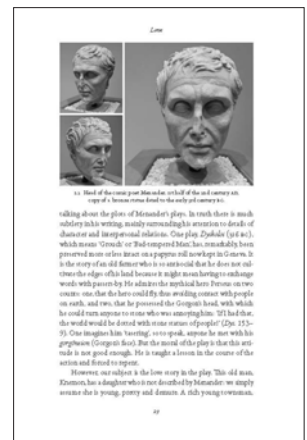 Love
1.1 Head of the comic poet Menander, 1st half of the 2nd century AD,
copy of a bronze statue dated to the early 3rd century BC.
talking about the plots of Menander's plays. In truth there is much
subtlety in his writing, mainly surrounding his attention to details of
character and interpersonal relations. One play, Dyskolos (316 BC),
which means 'Grouch' or 'Bad-tempered Man', has, remarkably, been
preserved more or less intact on a papyrus roll now kept in Geneva. It
is the story of an old farmer who is so antisocial that he does not cul-
tivate the edges of his land because it might mean having to exchange
words with passers-by. He admires the mythical hero Perseus on two
counts: one, that the hero could fly, thus avoiding contact with people
on earth, and two, that he possessed the Gorgon's head, with which
he could turn anyone to stone who was annoying him: 'If I had that,
the world would be dotted with stone statues of people!' (Dys. 153–
9). One imagines him 'steering', so to speak, anyone he met with his
gorgoneion (Gorgon's face). But the moral of the play is that this atti-
tude is not good enough. He is taught a lesson in the course of the
action and forced to repent.
However, our subject is the love story in the play. This old man,
Knemon, has a daughter who is not described by Menander: we simply
assume she is young, pretty and demure. A rich young townsman,